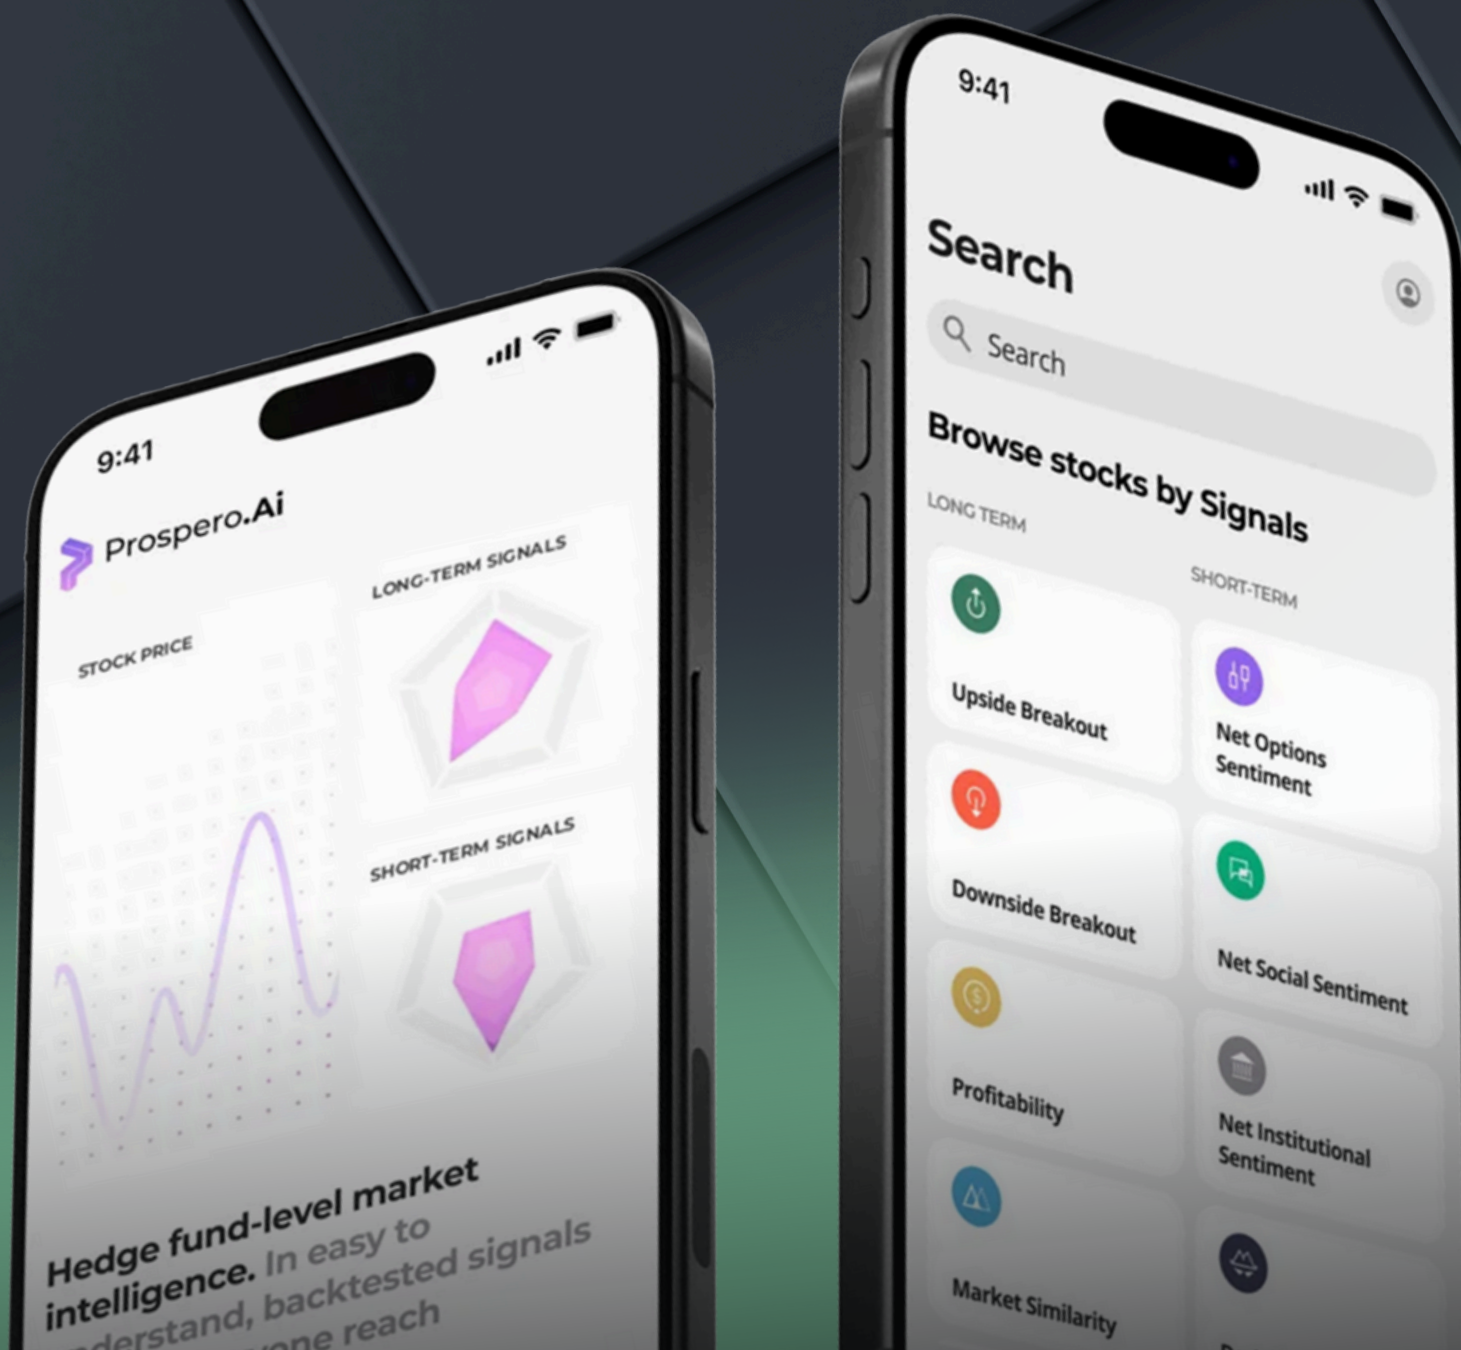 9:41
Prospero.Ai
STOCK PRICE
LONG-TERM SIGNALS
SHORT-TERM SIGNALS
Hedge fund-level market
intelligence. In easy to
understand, backtested signals
reach
9:41
Search
Search
Browse stocks by Signals
LONG TERM
SHORT-TERM
Upside Breakout
Net Options
Sentiment
Downside Breakout
Net Social Sentiment
Profitability
Net Institutional
Sentiment
Market Similarity